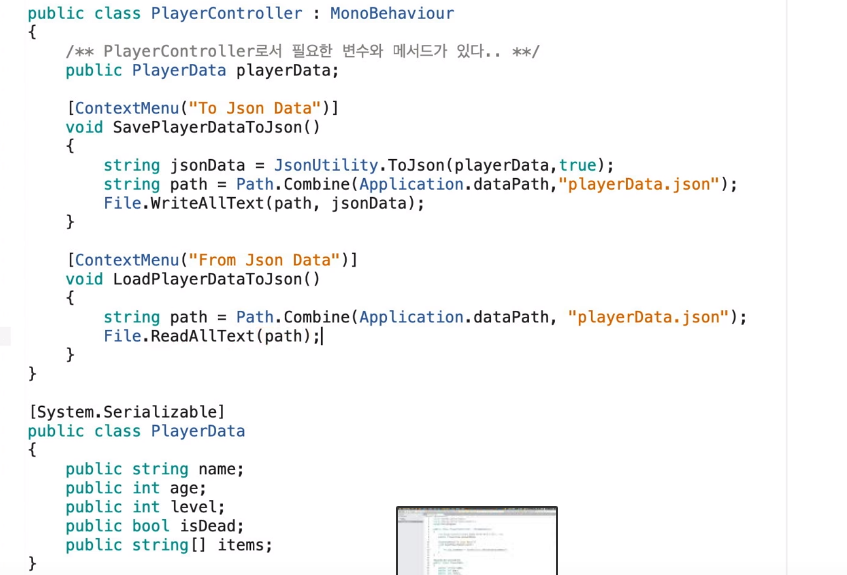 public class PlayerController : MonoBehaviour
{
/** PlayerController로서 필요한 변수와 메서드가 있다.. **/
public PlayerData playerData;
[ContextMenu("To Json Data")]
void SavePlayerDataToJson()
{
string jsonData = JsonUtility.ToJson(playerData,true);
string path = Path.Combine(Application.dataPath,"playerData.json");
File.WriteAllText(path, jsonData);
}
[ContextMenu("From Json Data")]
void LoadPlayerDataToJson()
{
string path = Path.Combine(Application.dataPath, "playerData.json");
File.ReadAllText(path);
}
}
[System.Serializable]
public class PlayerData
{
public string name;
public int age;
public int level;
public bool isDead;
public string[] items;
}